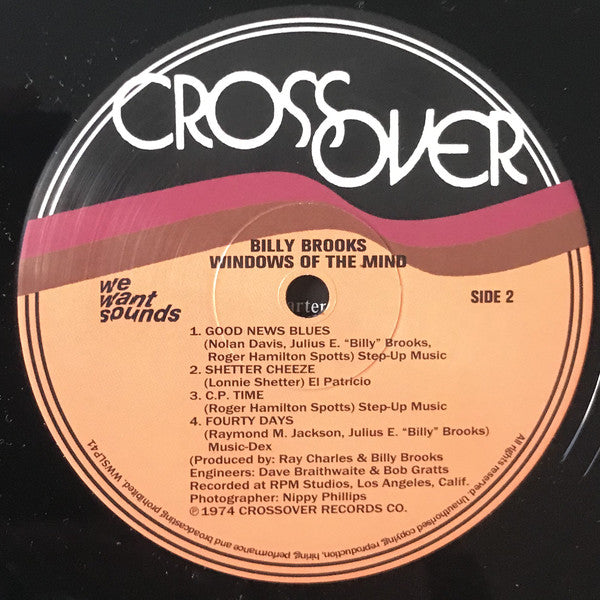 CROSSOVER
BILLY BROOKS
WINDOWS OF THE MIND
we
want
sounds
SIDE 2
arter
1. GOOD NEWS BLUES
(Nolan Davis, Julius E. “Billy” Brooks,
Roger Hamilton Spotts) Step-Up Music
2. SHETTER CHEEZE
(Lonnie Shetter) El Patricio
3. C.P. TIME
(Roger Hamilton Spotts) Step-Up Music
4. FOURTY DAYS
(Raymond M. Jackson, Julius E. “Billy” Brooks)
Music-Dex
(Produced by: Ray Charles & Billy Brooks
Engineers: Dave Braithwaite & Bob Gratts
Recorded at RPM Studios, Los Angeles, Calif.
Photographer: Nippy Phillips
℗ 1974 CROSSOVER RECORDS CO.
All rights reserved. Unauthorised copying, reproduction, hiring, performance and broadcasting prohibited. WWSLP41